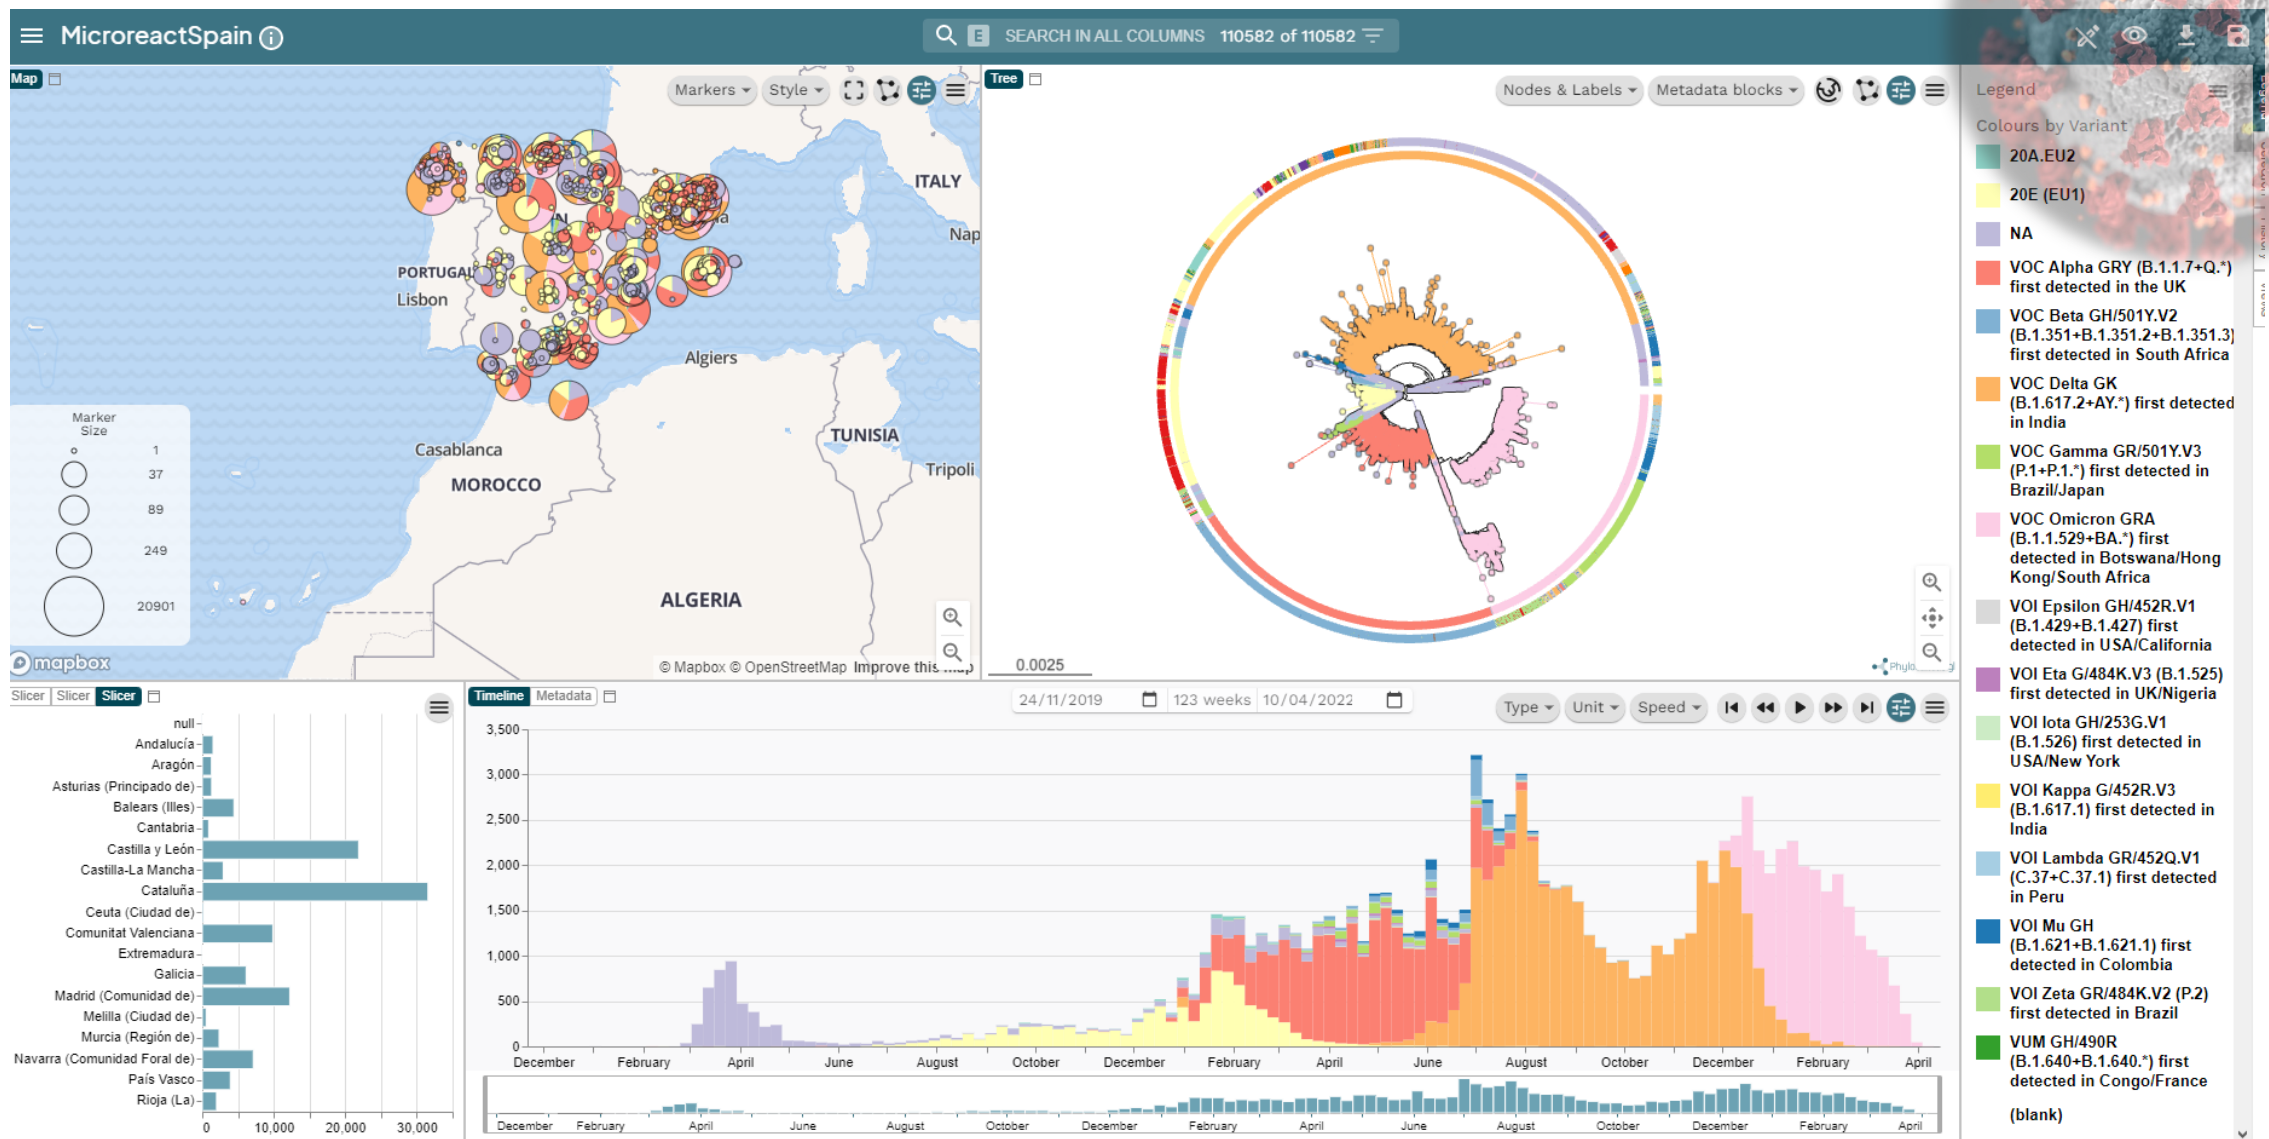 MicroreactSpain
E SEARCH IN ALL COLUMNS 110582 of 110582
Map
Markers
Style
ITALY
Nap
PORTUGAL
Lisbon
Algiers
Casablanca
MOROCCO
TUNISIA
Tripoli
ALGERIA
Marker
Size
1
37
89
249
20901
mapbox
© Mapbox © OpenStreetMap Improve this map
Tree
Nodes & Labels
Metadata blocks
0.0025
Legend
Colours by Variant
20A.EU2
20E (EU1)
NA
VOC Alpha GRY (B.1.1.7+Q.*)
first detected in the UK
VOC Beta GH/501Y.V2
(B.1.351+B.1.351.2+B.1.351.3)
first detected in South Africa
VOC Delta GK
(B.1.617.2+AY.*) first detected
in India
VOC Gamma GR/501Y.V3
(P.1+P.1.*) first detected in
Brazil/Japan
VOC Omicron GRA
(B.1.1.529+BA.*) first
detected in Botswana/Hong
Kong/South Africa
VOI Epsilon GH/452R.V1
(B.1.429+B.1.427) first
detected in USA/California
VOI Eta G/484K.V3 (B.1.525)
first detected in UK/Nigeria
VOI Iota GH/253G.V1
(B.1.526) first detected in
USA/New York
VOI Kappa G/452R.V3
(B.1.617.1) first detected in
India
VOI Lambda GR/452Q.V1
(C.37+C.37.1) first detected
in Peru
VOI Mu GH
(B.1.621+B.1.621.1) first
detected in Colombia
VOI Zeta GR/484K.V2 (P.2)
first detected in Brazil
VUM GH/490R
(B.1.640+B.1.640.*) first
detected in Congo/France
(blank)
Slicer Slicer Slicer
null
Andalucía
Aragón
Asturias (Principado de)
Balears (Illes)
Cantabria
Castilla y León
Castilla-La Mancha
Cataluña
Ceuta (Ciudad de)
Comunitat Valenciana
Extremadura
Galicia
Madrid (Comunidad de)
Melilla (Ciudad de)
Murcia (Región de)
Navarra (Comunidad Foral de)
País Vasco
Rioja (La)
0 10,000 20,000 30,000
Timeline Metadata
24/11/2019 123 weeks 10/04/2022
Type
Unit
Speed
3,500
3,000
2,500
2,000
1,500
1,000
500
0
December February April June August October December February April June August October December February April
December February April June August October December February April June August October December February April